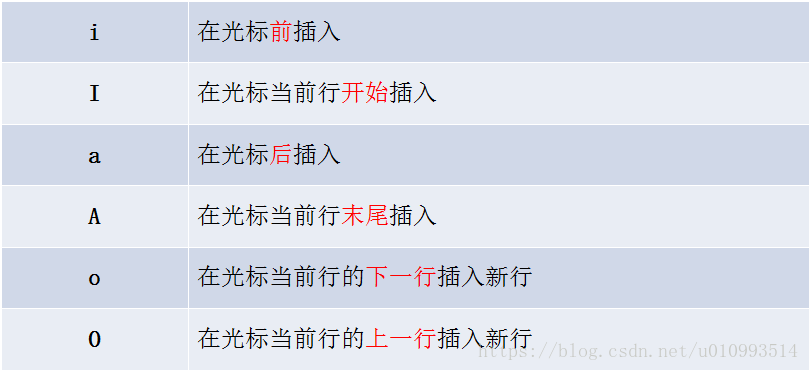 i 在光标前插入
I 在光标当前行开始插入
a 在光标后插入
A 在光标当前行末尾插入
o 在光标当前行的下一行插入新行
O 在光标当前行的上一行插入新行
https://blog.csdn.net/u010993514